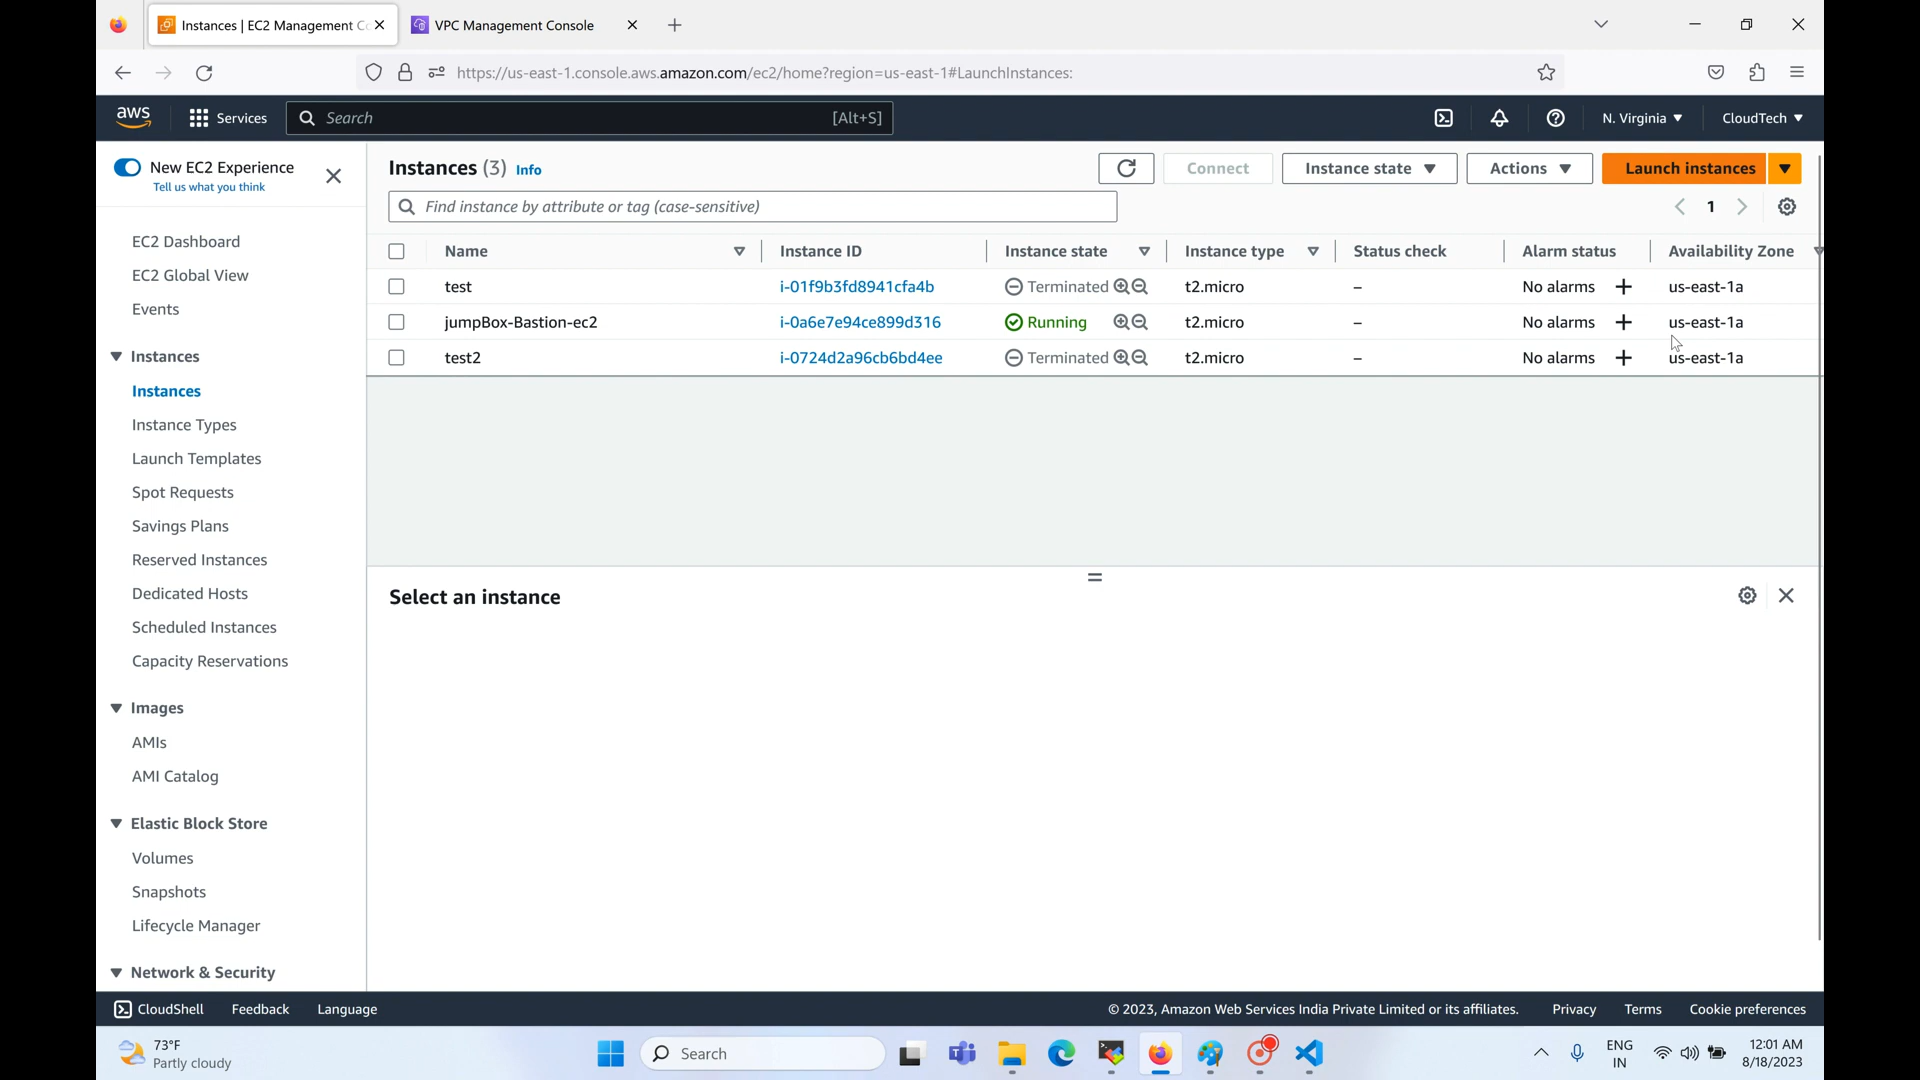 Instances | EC2 Management Co
VPC Management Console
https://us-east-1.console.aws.amazon.com/ec2/home?region=us-east-1#LaunchInstances:
aws
Services
Search
[Alt+S]
N. Virginia
CloudTech
New EC2 Experience
Tell us what you think
EC2 Dashboard
EC2 Global View
Events
Instances
Instances
Instance Types
Launch Templates
Spot Requests
Savings Plans
Reserved Instances
Dedicated Hosts
Scheduled Instances
Capacity Reservations
Images
AMIs
AMI Catalog
Elastic Block Store
Volumes
Snapshots
Lifecycle Manager
Network & Security
Instances (3) Info
Connect
Instance state
Actions
Launch instances
Find instance by attribute or tag (case-sensitive)
1
Name Instance ID Instance state Instance type Status check Alarm status Availability Zone
test i-01f9b3fd8941cfa4b Terminated t2.micro – No alarms + us-east-1a
jumpBox-Bastion-ec2 i-0a6e7e94ce899d316 Running t2.micro – No alarms + us-east-1a
test2 i-0724d2a96cb6bd4ee Terminated t2.micro – No alarms + us-east-1a
Select an instance
CloudShell
Feedback
Language
© 2023, Amazon Web Services India Private Limited or its affiliates.
Privacy
Terms
Cookie preferences
73°F
Partly cloudy
Search
ENG
IN
12:01 AM
8/18/2023